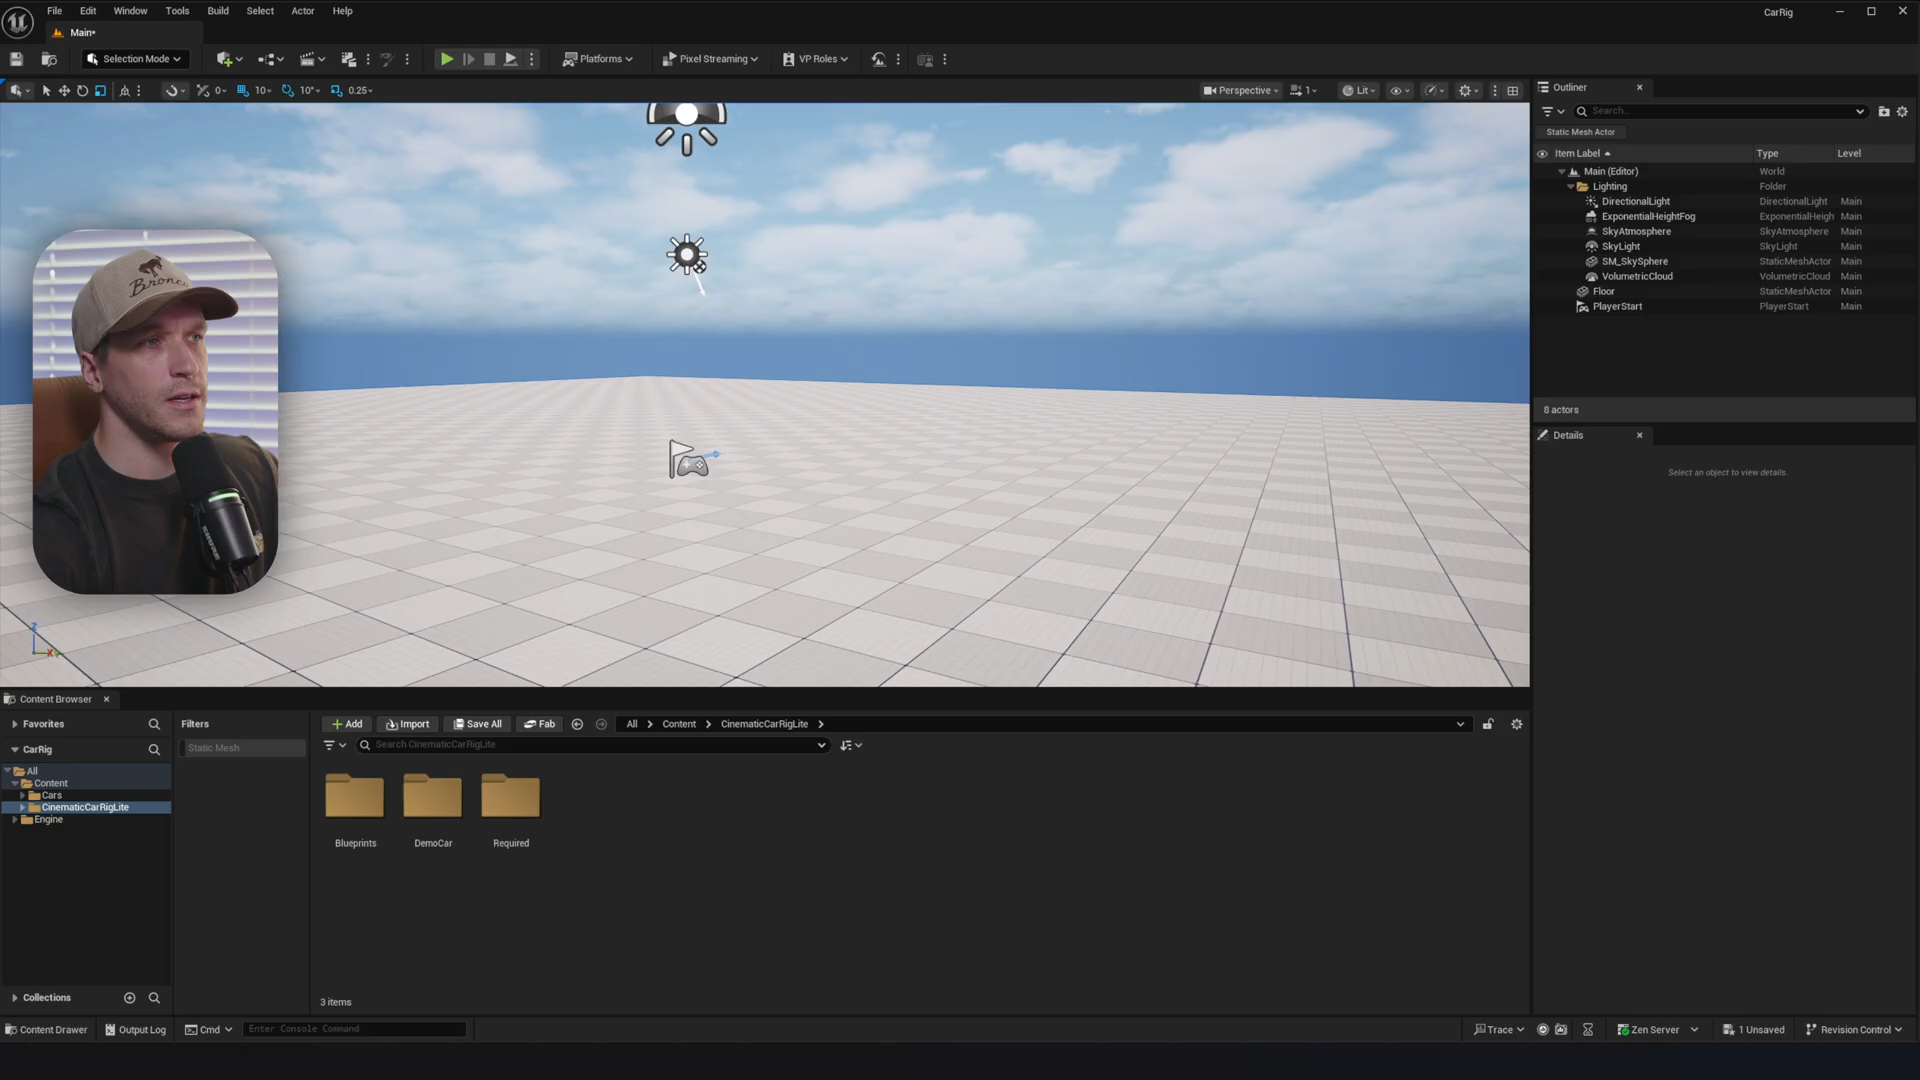 File Edit Window Tools Build Select Actor Help
CarRig
Main*
Selection Mode
Platforms
Pixel Streaming
VP Roles
0
10
10°
0.25
Perspective
1
Lit
Outliner
Search...
Static Mesh Actor
Item Label Type Level
Main (Editor) World
Lighting Folder
DirectionalLight DirectionalLight Main
ExponentialHeightFog ExponentialHeigh Main
SkyAtmosphere SkyAtmosphere Main
SkyLight SkyLight Main
SM_SkySphere StaticMeshActor Main
VolumetricCloud VolumetricCloud Main
Floor StaticMeshActor Main
PlayerStart PlayerStart Main
8 actors
Details
Select an object to view details.
Bronco
SHURE
Z
X
Content Browser
Favorites
Filters
Add
Import
Save All
Fab
All
Content
CinematicCarRigLite
CarRig
Static Mesh
Search CinematicCarRigLite
All
Content
Cars
CinematicCarRigLite
Engine
Blueprints
DemoCar
Required
Collections
3 items
Content Drawer
Output Log
Cmd
Enter Console Command
Trace
Zen Server
1 Unsaved
Revision Control